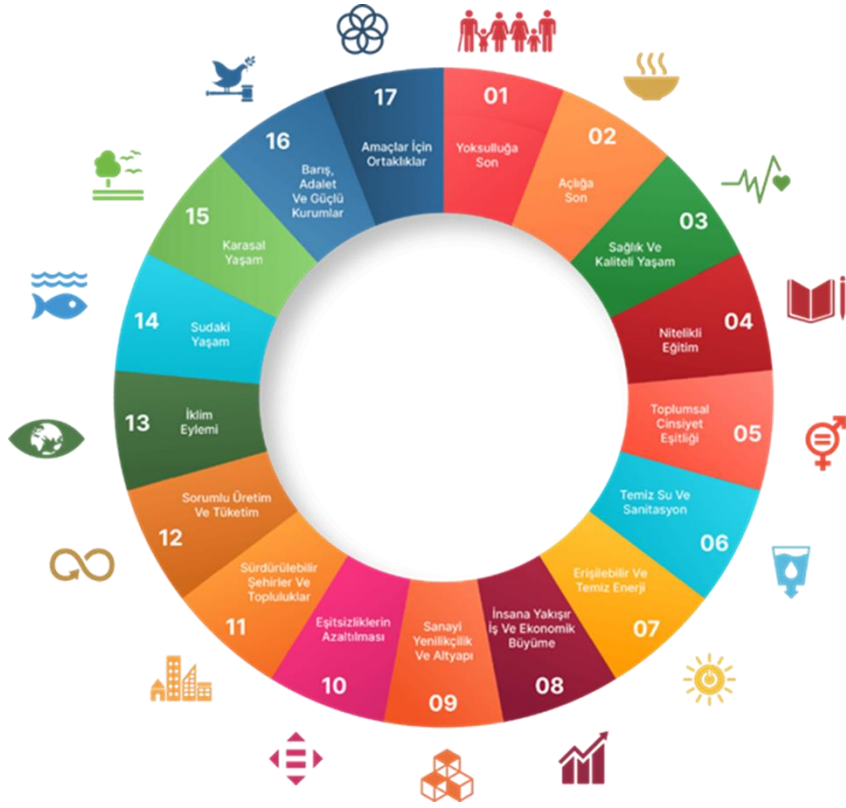 01
Yoksulluğa
Son
02
Açlığa
Son
03
Sağlık Ve
Kaliteli Yaşam
04
Nitelikli
Eğitim
05
Toplumsal
Cinsiyet
Eşitliği
06
Temiz Su Ve
Sanitasyon
07
Erişilebilir Ve
Temiz Enerji
08
İnsana Yakışır
İş Ve Ekonomik
Büyüme
09
Sanayi
Yenilikçilik
Ve Altyapı
10
Eşitsizliklerin
Azaltılması
11
Sürdürülebilir
Şehirler Ve
Topluluklar
12
Sorumlu Üretim
Ve Tüketim
13
İklim
Eylemi
14
Sudaki
Yaşam
15
Karasal
Yaşam
16
Barış,
Adalet
Ve Güçlü
Kurumlar
17
Amaçlar İçin
Ortaklıklar